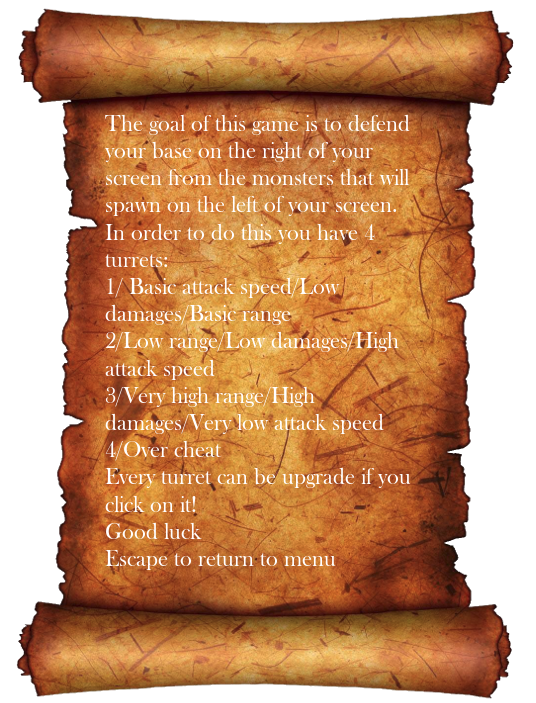 The goal of this game is to defend
your base on the right of your
screen from the monsters that will
spawn on the left of your screen.
In order to do this you have 4
turrets:
1/ Basic attack speed/Low
damages/Basic range
2/Low range/Low damages/High
attack speed
3/Very high range/High
damages/Very low attack speed
4/Over cheat
Every turret can be upgrade if you
click on it!
Good luck
Escape to return to menu